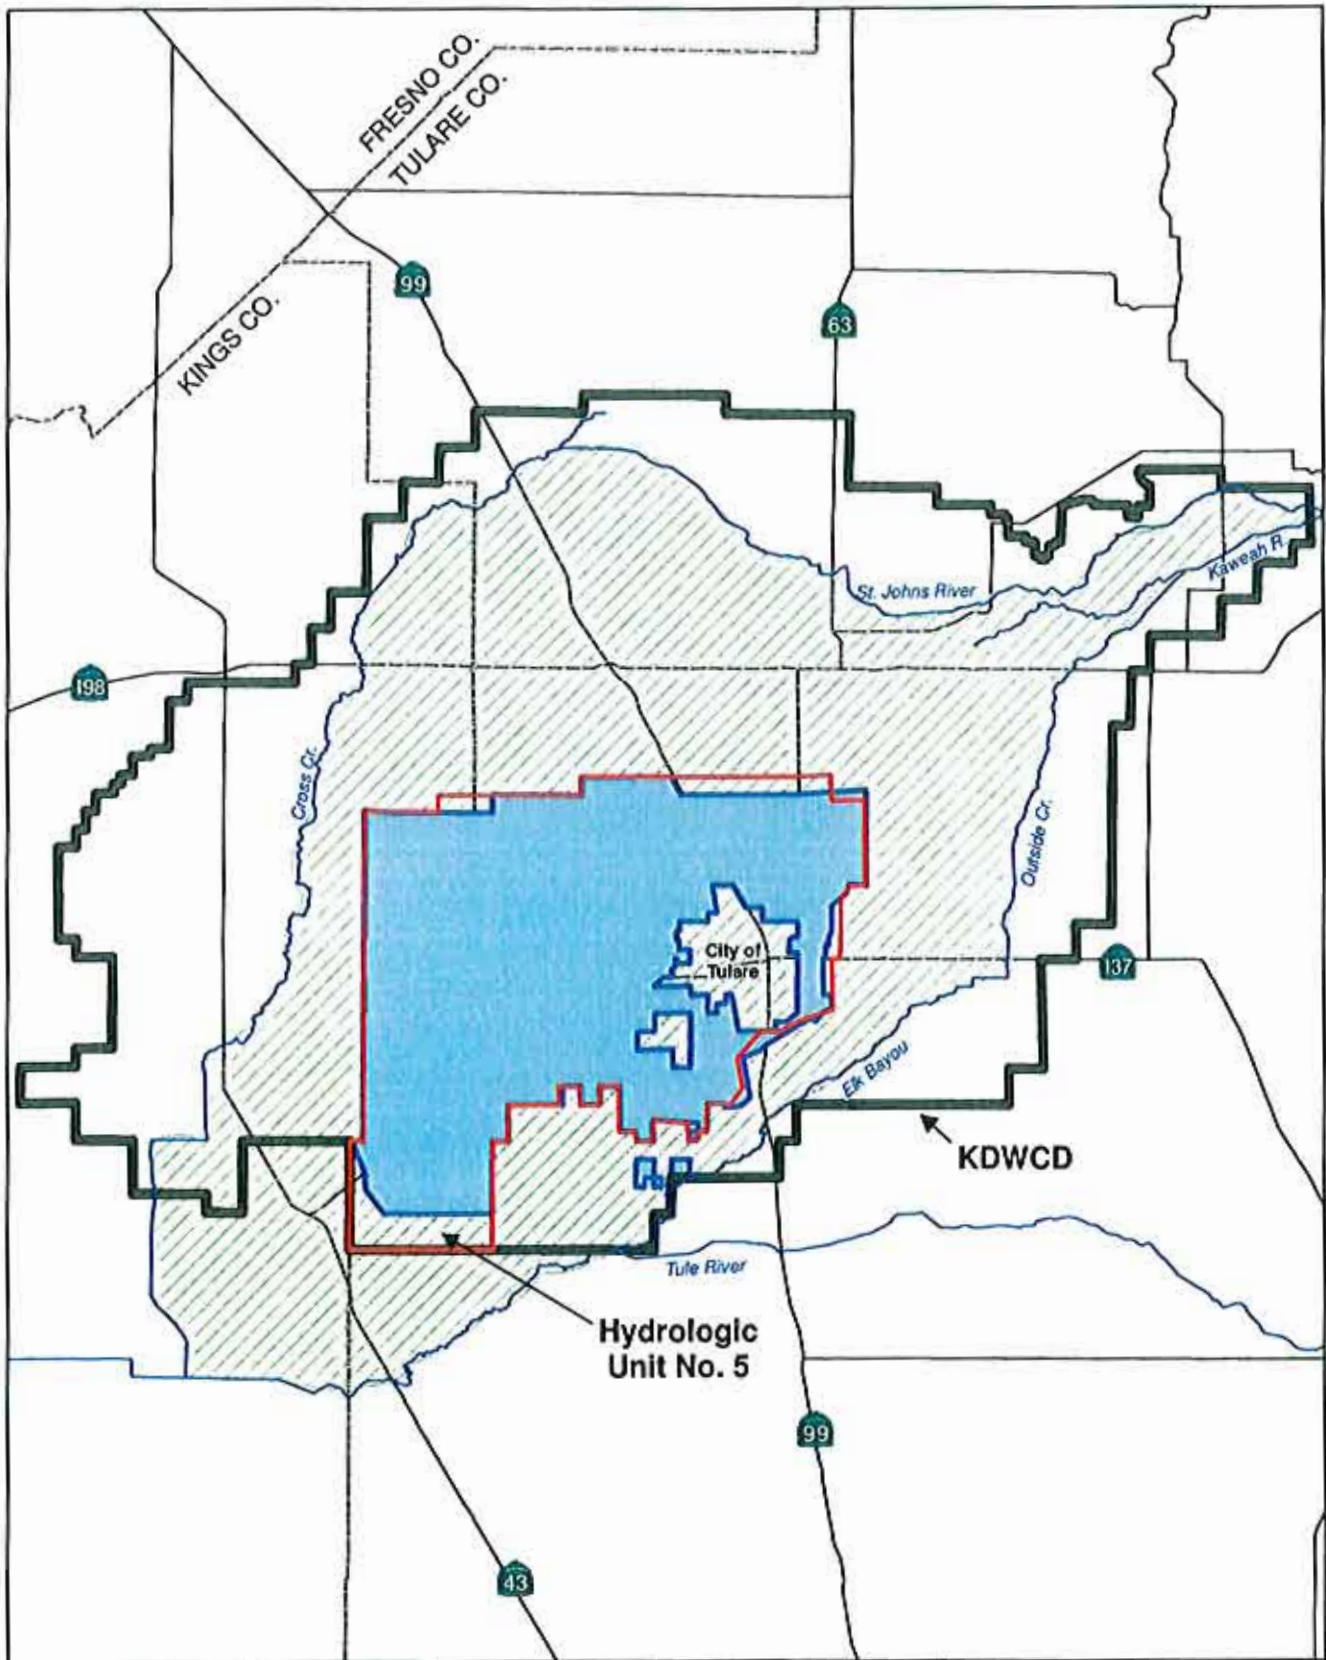 FRESNO CO.
TULARE CO.
KINGS CO.
99
63
St. Johns River
Kaweah R.
198
Cross Cr.
Outside Cr.
City of
Tulare
137
Elk Bayou
KDWCD
Tule River
Hydrologic
Unit No. 5
99
43